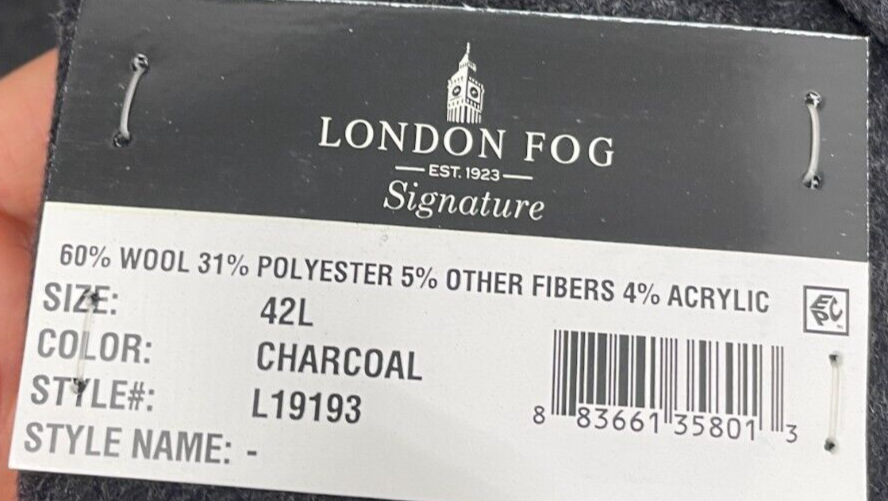 LONDON FOG
EST. 1923
Signature
60% WOOL 31% POLYESTER 5% OTHER FIBERS 4% ACRYLIC
SIZE: 42L
COLOR: CHARCOAL
STYLE#: L19193
STYLE NAME: -
EPC
8 83661 35801 3